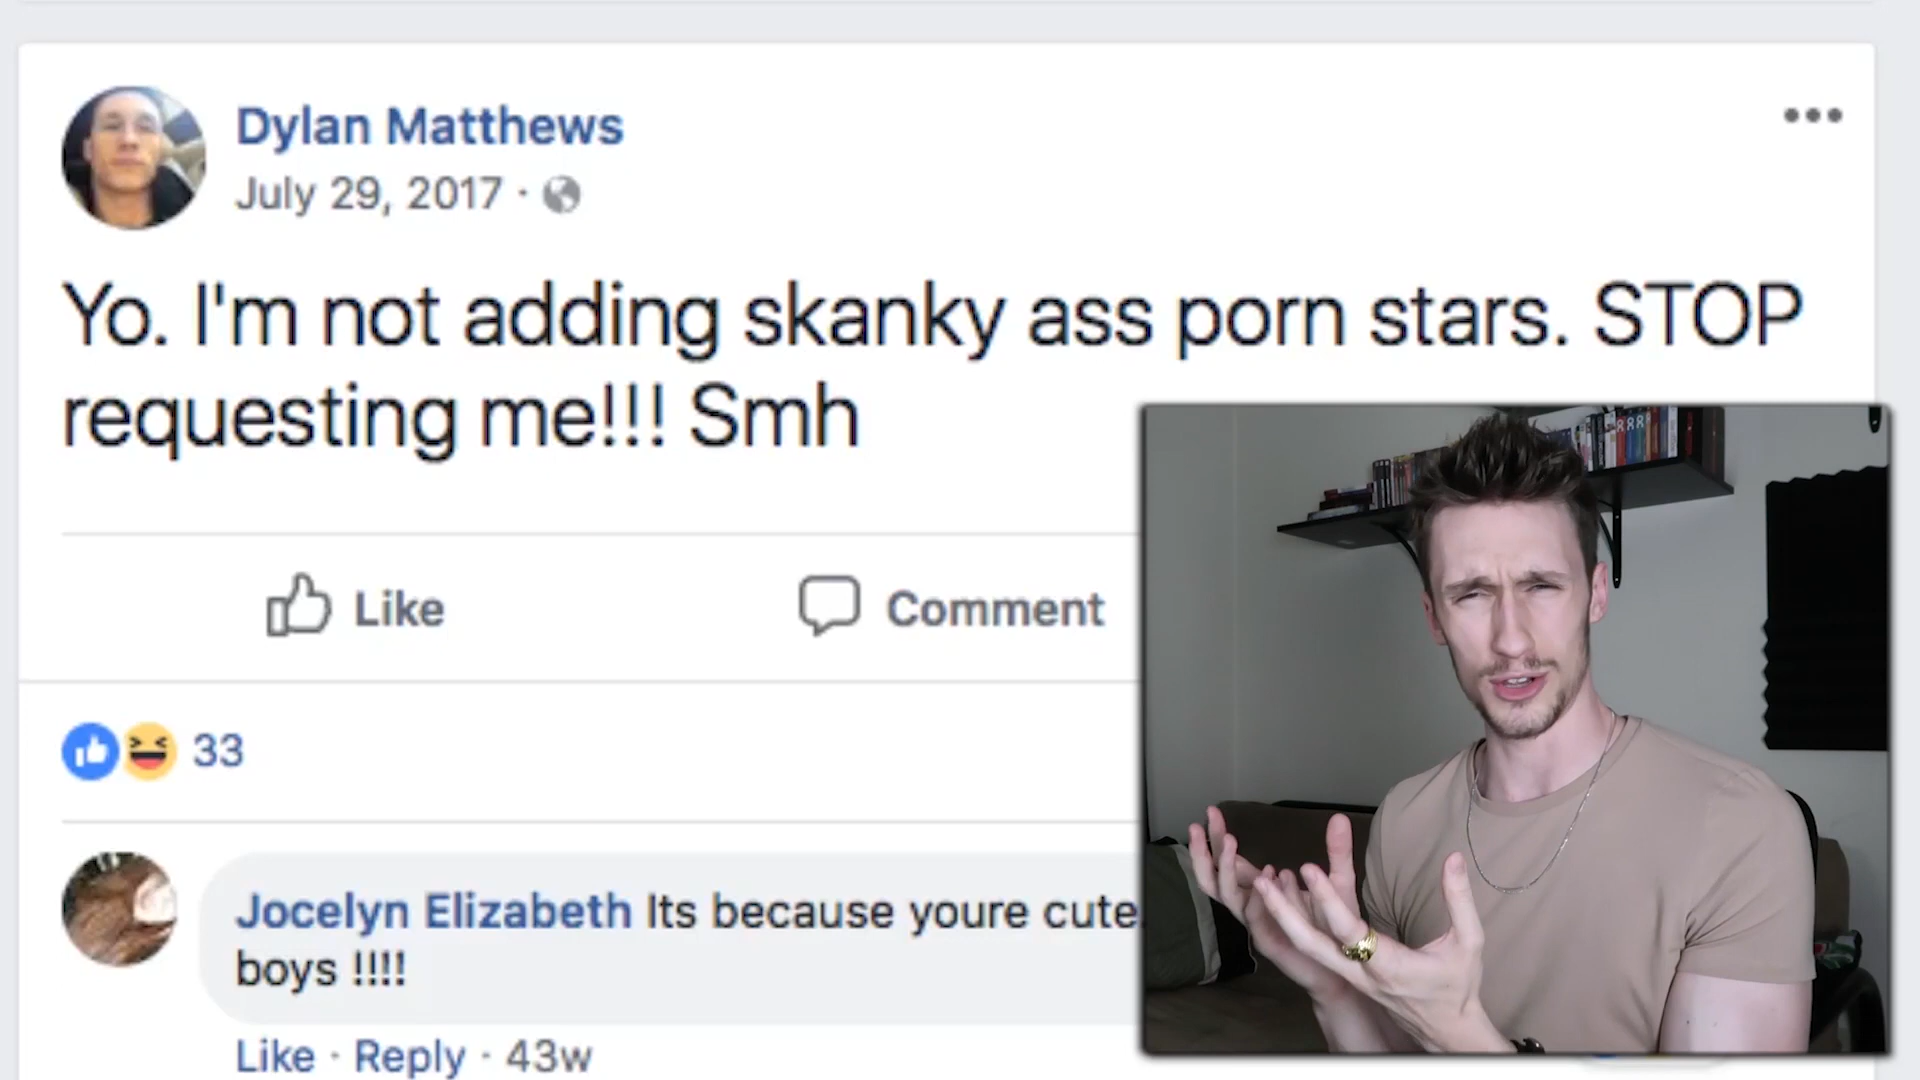 Dylan Matthews
July 29, 2017 ·
Yo. I'm not adding skanky ass porn stars. STOP
requesting me!!! Smh
Like
Comment
33
Jocelyn Elizabeth Its because youre cute.
boys !!!!
Like · Reply · 43w